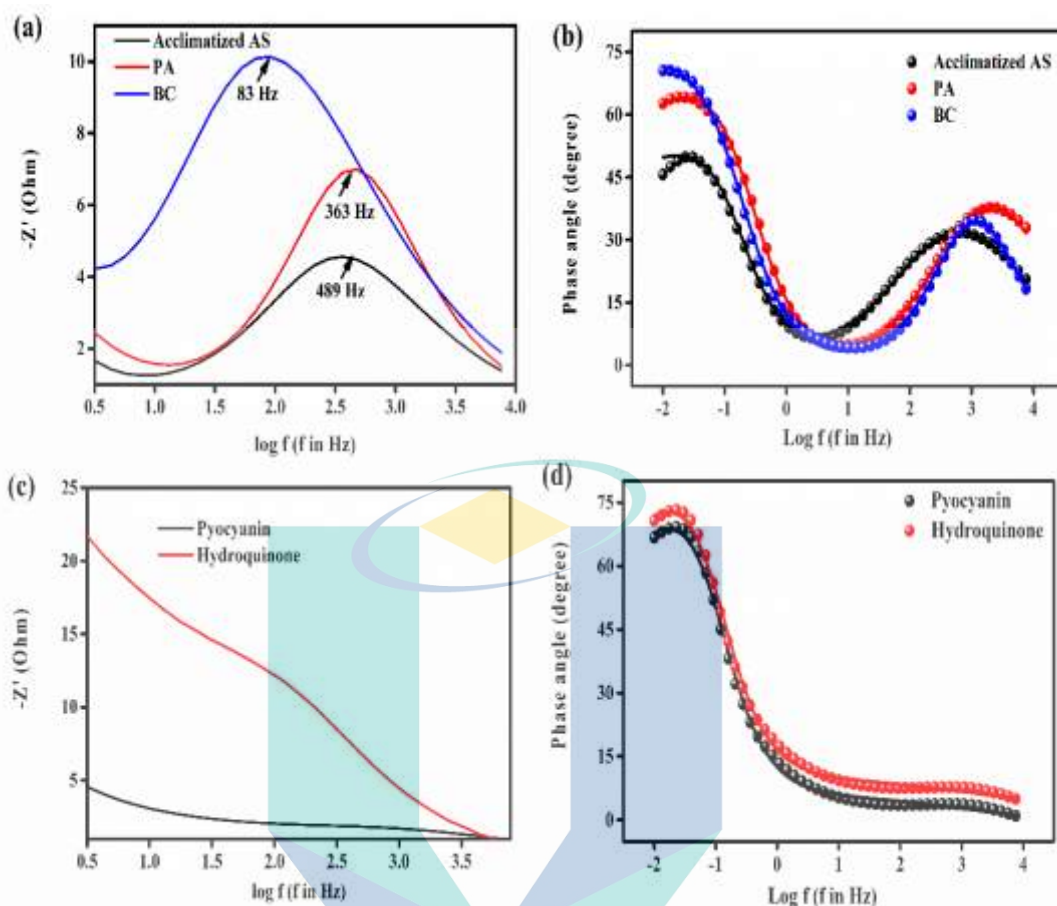 (a)
Acclimatized AS
PA
BC
83 Hz
363 Hz
489 Hz
10
8
6
4
2
-Z' (Ohm)
0.5 1.0 1.5 2.0 2.5 3.0 3.5 4.0
log f (f in Hz)
(b)
Acclimatized AS
PA
BC
75
60
45
30
15
0
Phase angle (degree)
-2 -1 0 1 2 3 4
Log f (f in Hz)
(c)
Pyocyanin
Hydroquinone
25
20
15
10
5
-Z' (Ohm)
0.5 1.0 1.5 2.0 2.5 3.0 3.5
log f (f in Hz)
(d)
Pyocyanin
Hydroquinone
75
60
45
30
15
0
Phase angle (degree)
-2 -1 0 1 2 3 4
Log f (f in Hz)